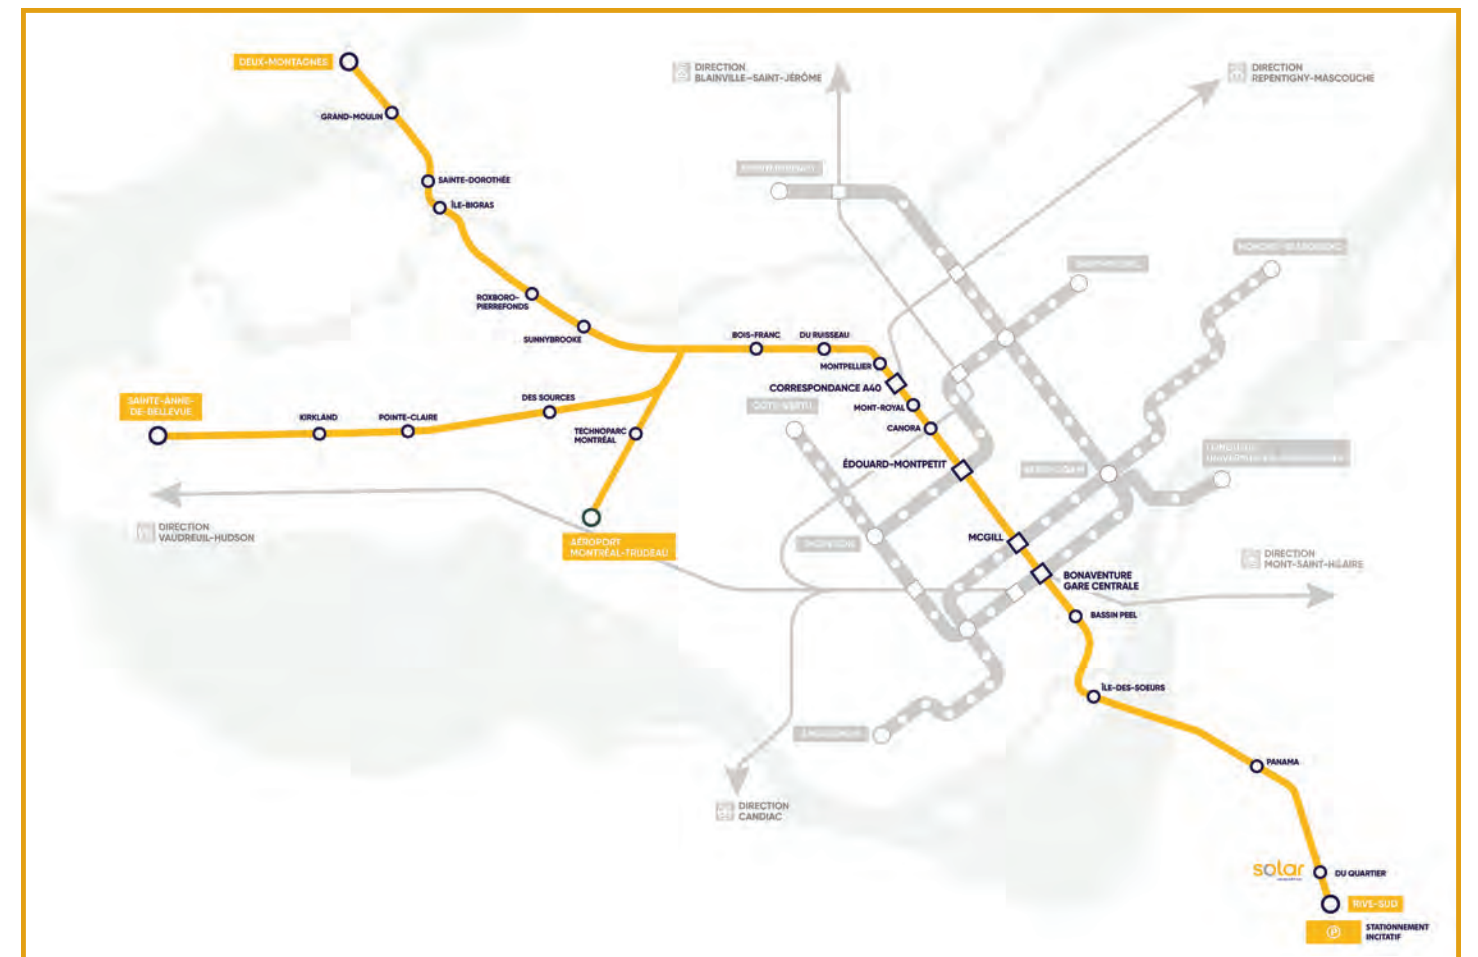 DEUX-MONTAGNES
GRAND-MOULIN
SAINTE-DOROTHÉE
ÎLE-BIGRAS
ROXBORO-
PIERREFONDS
SUNNYBROOKE
DIRECTION
BLAINVILLE–SAINT-JÉRÔME
DIRECTION
REPENTIGNY-MASCOUCHE
BOIS-FRANC
DU RUISSEAU
MONTPELLIER
CORRESPONDANCE A40
MONT-ROYAL
CANORA
CÔTE-VERTU
ÉDOUARD-MONTPETIT
SAINTE-ANNE-
DE-BELLEVUE
KIRKLAND
POINTE-CLAIRE
DES SOURCES
TECHNOPARC
MONTRÉAL
AÉROPORT
MONTRÉAL-TRUDEAU
DIRECTION
VAUDREUIL-HUDSON
MCGILL
BONAVENTURE
GARE CENTRALE
DIRECTION
MONT-SAINT-HILAIRE
BASSIN PEEL
ÎLE-DES-SOEURS
PANAMA
DIRECTION
CANDIAC
solar
DU QUARTIER
RIVE-SUD
P
STATIONNEMENT
INCITATIF